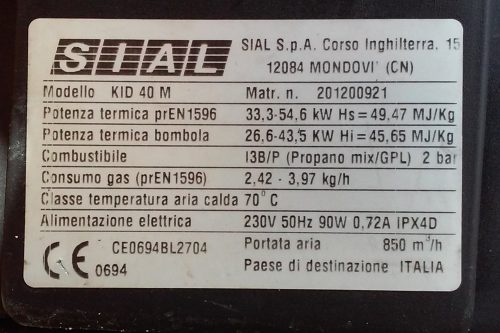 SIAL SIAL S.p.A. Corso Inghilterra, 15
12084 MONDOVI' (CN)
Modello KID 40 M Matr. n. 201200921
Potenza termica prEN1596 33,3-54,6 kW Hs=49,47 MJ/Kg
Potenza termica bombola 26,6-43,5 KW Hi=45,65 MJ/Kg
Combustibile I3B/P (Propano mix/GPL) 2 bar
Consumo gas (prEN1596) 2,42 - 3,97 kg/h
Classe temperatura aria calda 70°C
Alimentazione elettrica 230V 50Hz 90W 0,72A IPX4D
CE 0694 CE0694BL2704 Portata aria 850 m³/h
Paese di destinazione ITALIA